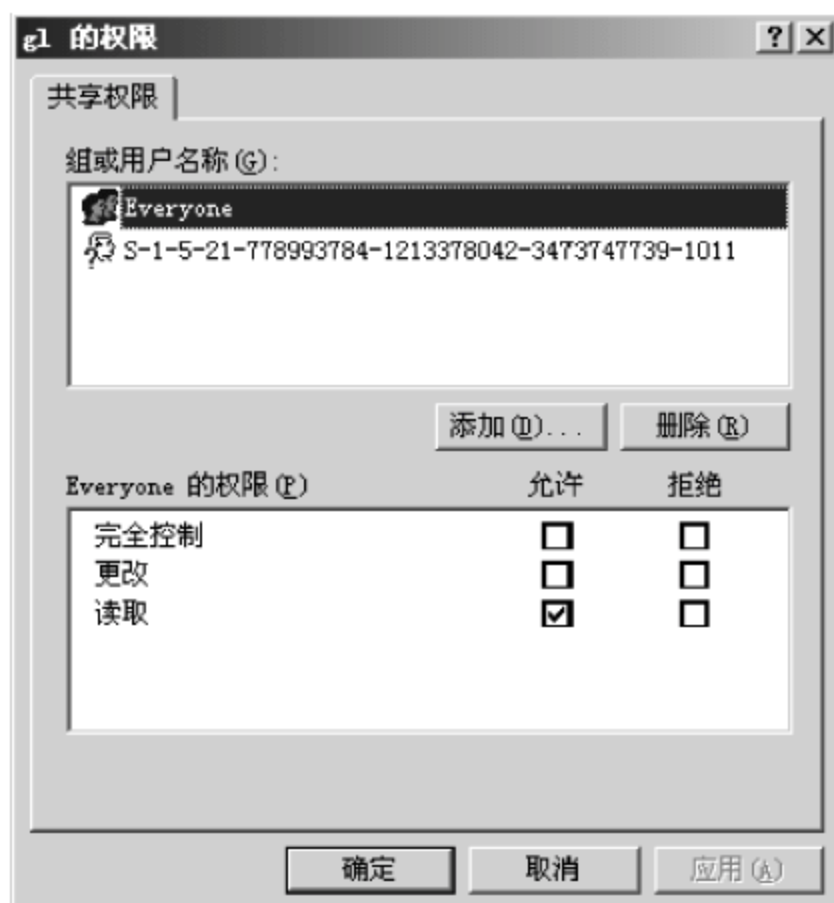 gl 的权限
共享权限
组或用户名称(G):
Everyone
S-1-5-21-778993784-1213378042-3473747739-1011
添加(D)... 删除(R)
Everyone 的权限(P) 允许 拒绝
完全控制
更改
读取
确定 取消 应用(A)